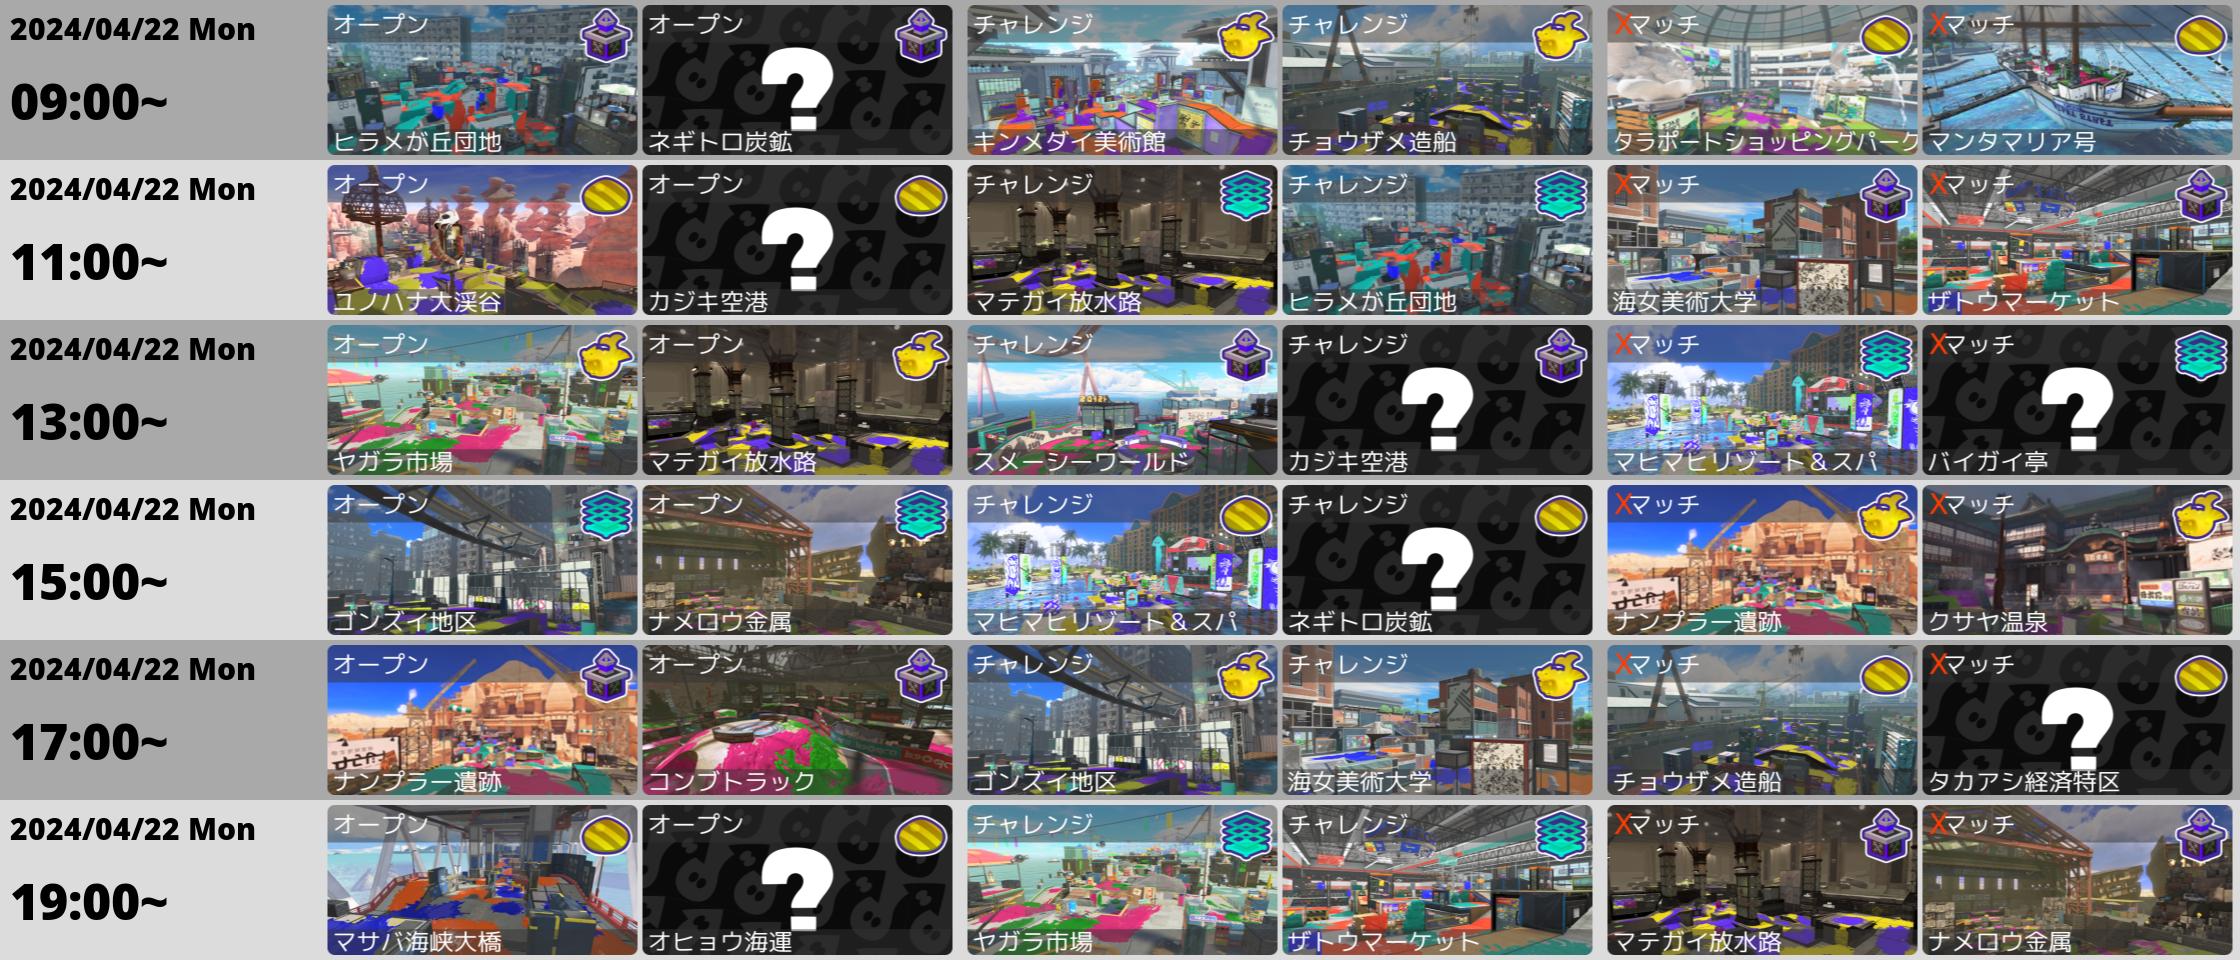 2024/04/22 Mon
09:00~
オープン
ヒラメが丘団地
オープン
?
ネギトロ炭鉱
チャレンジ
キンメダイ美術館
チャレンジ
チョウザメ造船
Xマッチ
タラポートショッピングパーク
Xマッチ
マンタマリア号
2024/04/22 Mon
11:00~
オープン
ユノハナ大渓谷
オープン
?
カジキ空港
チャレンジ
マテガイ放水路
チャレンジ
ヒラメが丘団地
Xマッチ
海女美術大学
Xマッチ
ザトウマーケット
2024/04/22 Mon
13:00~
オープン
ヤガラ市場
オープン
マテガイ放水路
チャレンジ
スメーシーワールド
チャレンジ
?
カジキ空港
Xマッチ
マヒマヒリゾート＆スパ
Xマッチ
?
バイガイ亭
2024/04/22 Mon
15:00~
オープン
ゴンズイ地区
オープン
ナメロウ金属
チャレンジ
マヒマヒリゾート＆スパ
チャレンジ
?
ネギトロ炭鉱
Xマッチ
ナンプラー遺跡
Xマッチ
クサヤ温泉
2024/04/22 Mon
17:00~
オープン
ナンプラー遺跡
オープン
コンブトラック
チャレンジ
ゴンズイ地区
チャレンジ
海女美術大学
Xマッチ
チョウザメ造船
Xマッチ
?
タカアシ経済特区
2024/04/22 Mon
19:00~
オープン
マサバ海峡大橋
オープン
?
オヒョウ海運
チャレンジ
ヤガラ市場
チャレンジ
ザトウマーケット
Xマッチ
マテガイ放水路
Xマッチ
ナメロウ金属